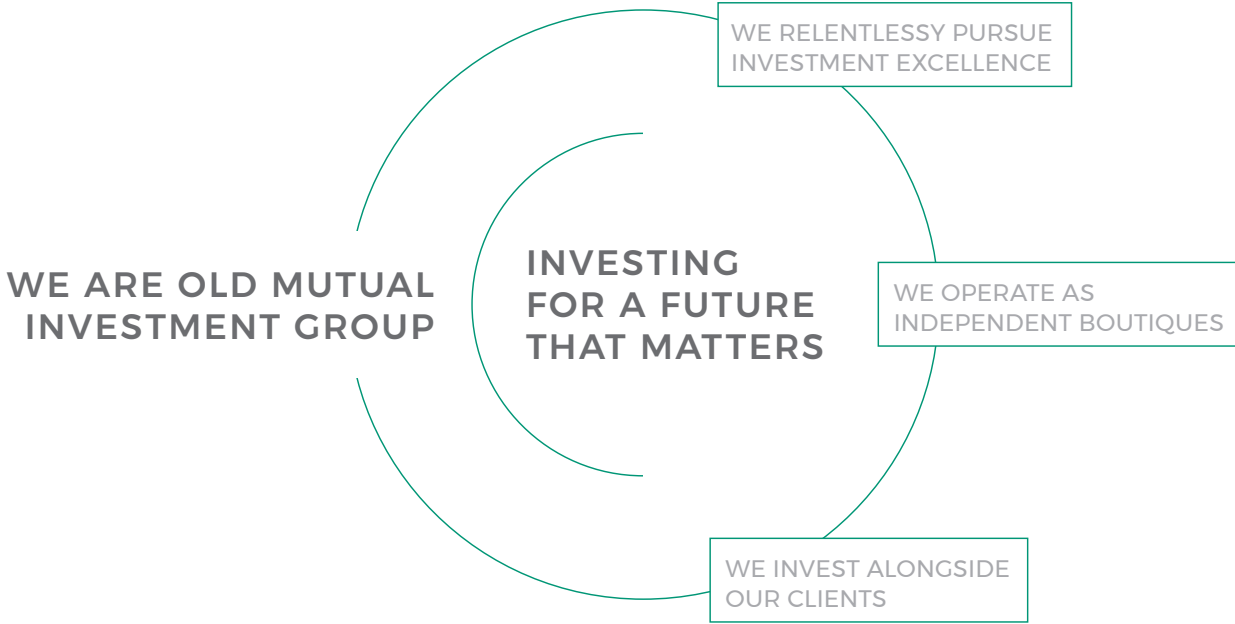 WE ARE OLD MUTUAL
INVESTMENT GROUP
INVESTING
FOR A FUTURE
THAT MATTERS
WE RELENTLESSY PURSUE
INVESTMENT EXCELLENCE
WE OPERATE AS
INDEPENDENT BOUTIQUES
WE INVEST ALONGSIDE
OUR CLIENTS